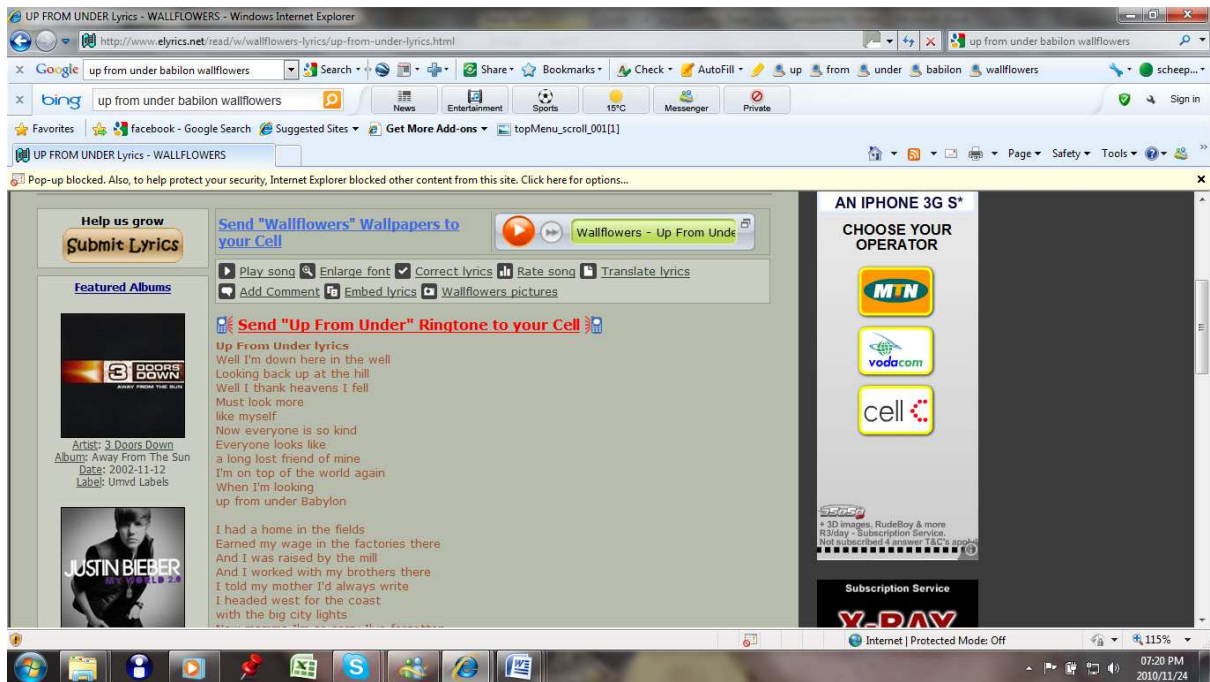 UP FROM UNDER Lyrics - WALLFLOWERS - Windows Internet Explorer
http://www.elyrics.net/read/w/wallflowers-lyrics/up-from-under-lyrics.html
up from under babilon wallflowers
x Google up from under babilon wallflowers Search Share Bookmarks Check AutoFill up from under babilon wallflowers scheep...
x bing up from under babilon wallflowers News Entertainment Sports 15°C Messenger Private Sign in
Favorites facebook - Google Search Suggested Sites Get More Add-ons topMenu_scroll_001[1]
UP FROM UNDER Lyrics - WALLFLOWERS Page Safety Tools
Pop-up blocked. Also, to help protect your security, Internet Explorer blocked other content from this site. Click here for options...
Help us grow
Submit Lyrics
Featured Albums
3 DOORS DOWN
AWAY FROM THE SUN
Artist: 3 Doors Down
Album: Away From The Sun
Date: 2002-11-12
Label: Umvd Labels
JUSTIN BIEBER
MY WORLD 2.0
Send "Wallflowers" Wallpapers to
your Cell
Wallflowers - Up From Unde
Play song Enlarge font Correct lyrics Rate song Translate lyrics
Add Comment Embed lyrics Wallflowers pictures
Send "Up From Under" Ringtone to your Cell
Up From Under lyrics
Well I'm down here in the well
Looking back up at the hill
Well I thank heavens I fell
Must look more
like myself
Now everyone is so kind
Everyone looks like
a long lost friend of mine
I'm on top of the world again
When I'm looking
up from under Babylon
I had a home in the fields
Earned my wage in the factories there
And I was raised by the mill
And I worked with my brothers there
I told my mother I'd always write
I headed west for the coast
with the big city lights
AN IPHONE 3G S*
CHOOSE YOUR
OPERATOR
MTN
vodacom
cell C
+ 3D images, RudeBoy & more
R3/day - Subscription Service.
Not subscribed 4 answer T&C's apply
Subscription Service
X-RAY
Internet | Protected Mode: Off 115%
07:20 PM
2010/11/24